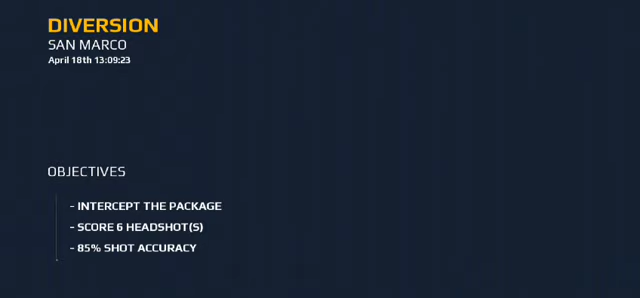 DIVERSION
SAN MARCO
April 18th 13:09:23
OBJECTIVES
- INTERCEPT THE PACKAGE
- SCORE 6 HEADSHOT(S)
- 85% SHOT ACCURACY